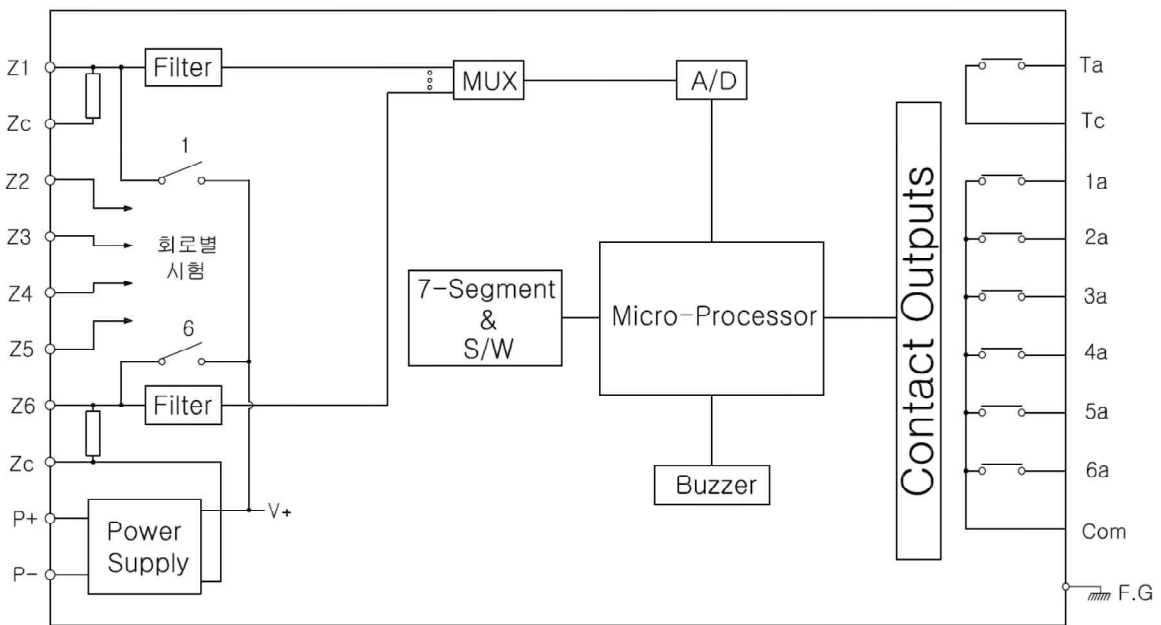 Z1
Filter
MUX
A/D
Ta
Zc
Tc
1
Z2
1a
Z3
회로별
시험
2a
Z4
7-Segment
&
S/W
Micro-Processor
Contact Outputs
3a
Z5
6
4a
Z6
Filter
5a
Zc
Buzzer
6a
P+
Power
Supply
V+
Com
P-
F.G